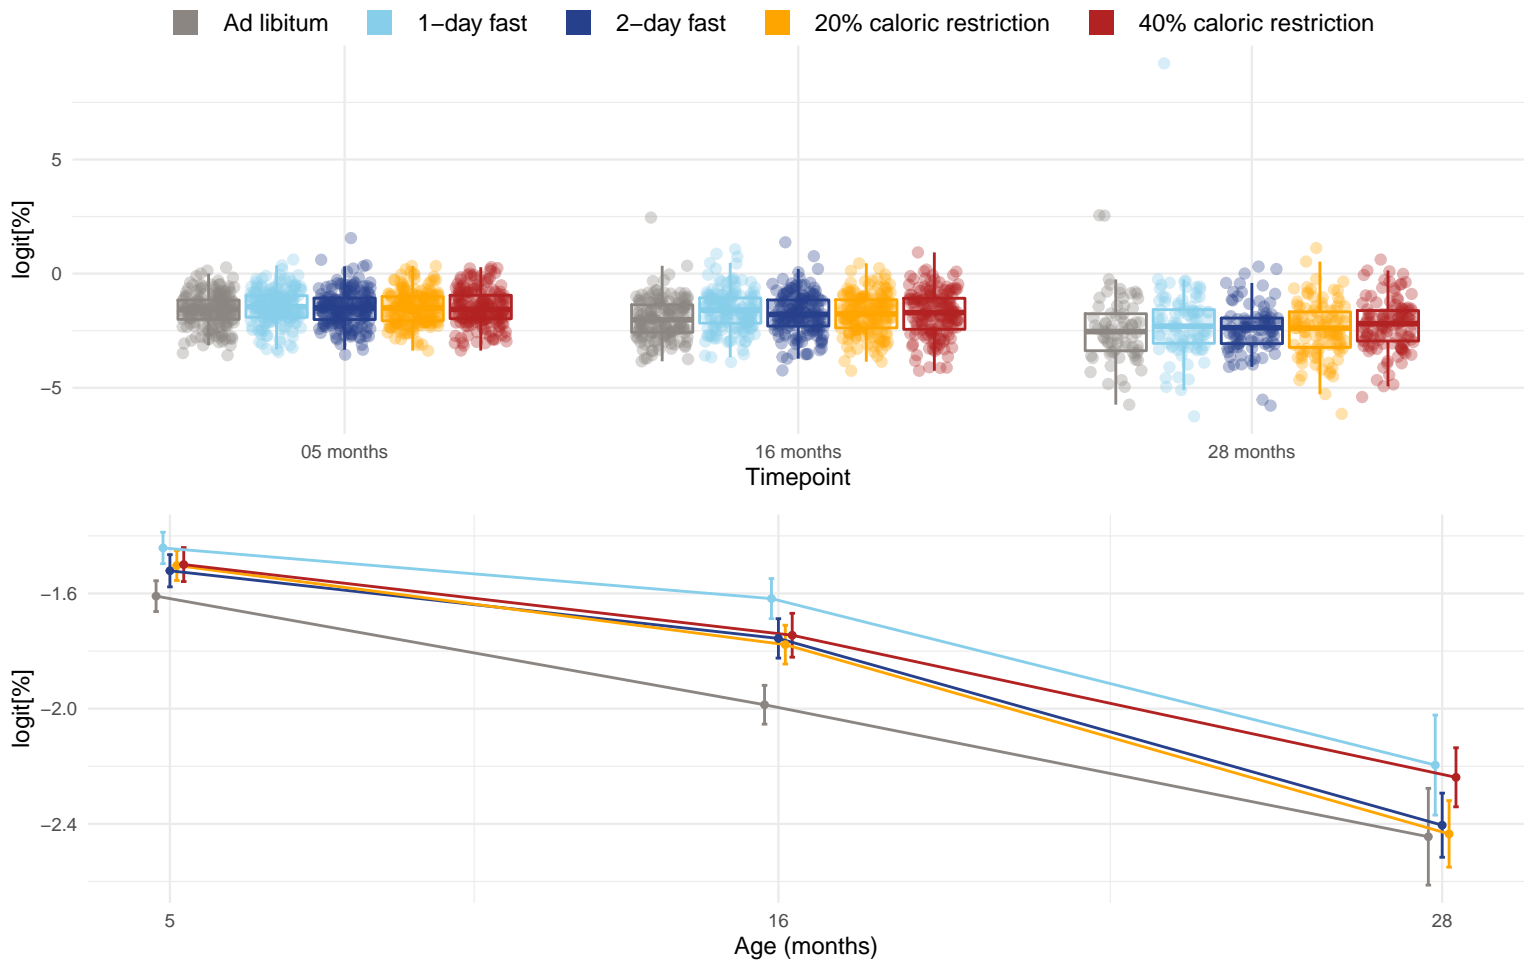 Ad libitum 1−day fast 2−day fast 20% caloric restriction 40% caloric restriction
logit[%]
5
0
−5
05 months 16 months 28 months
Timepoint
logit[%]
−1.6
−2.0
−2.4
5 16 28
Age (months)